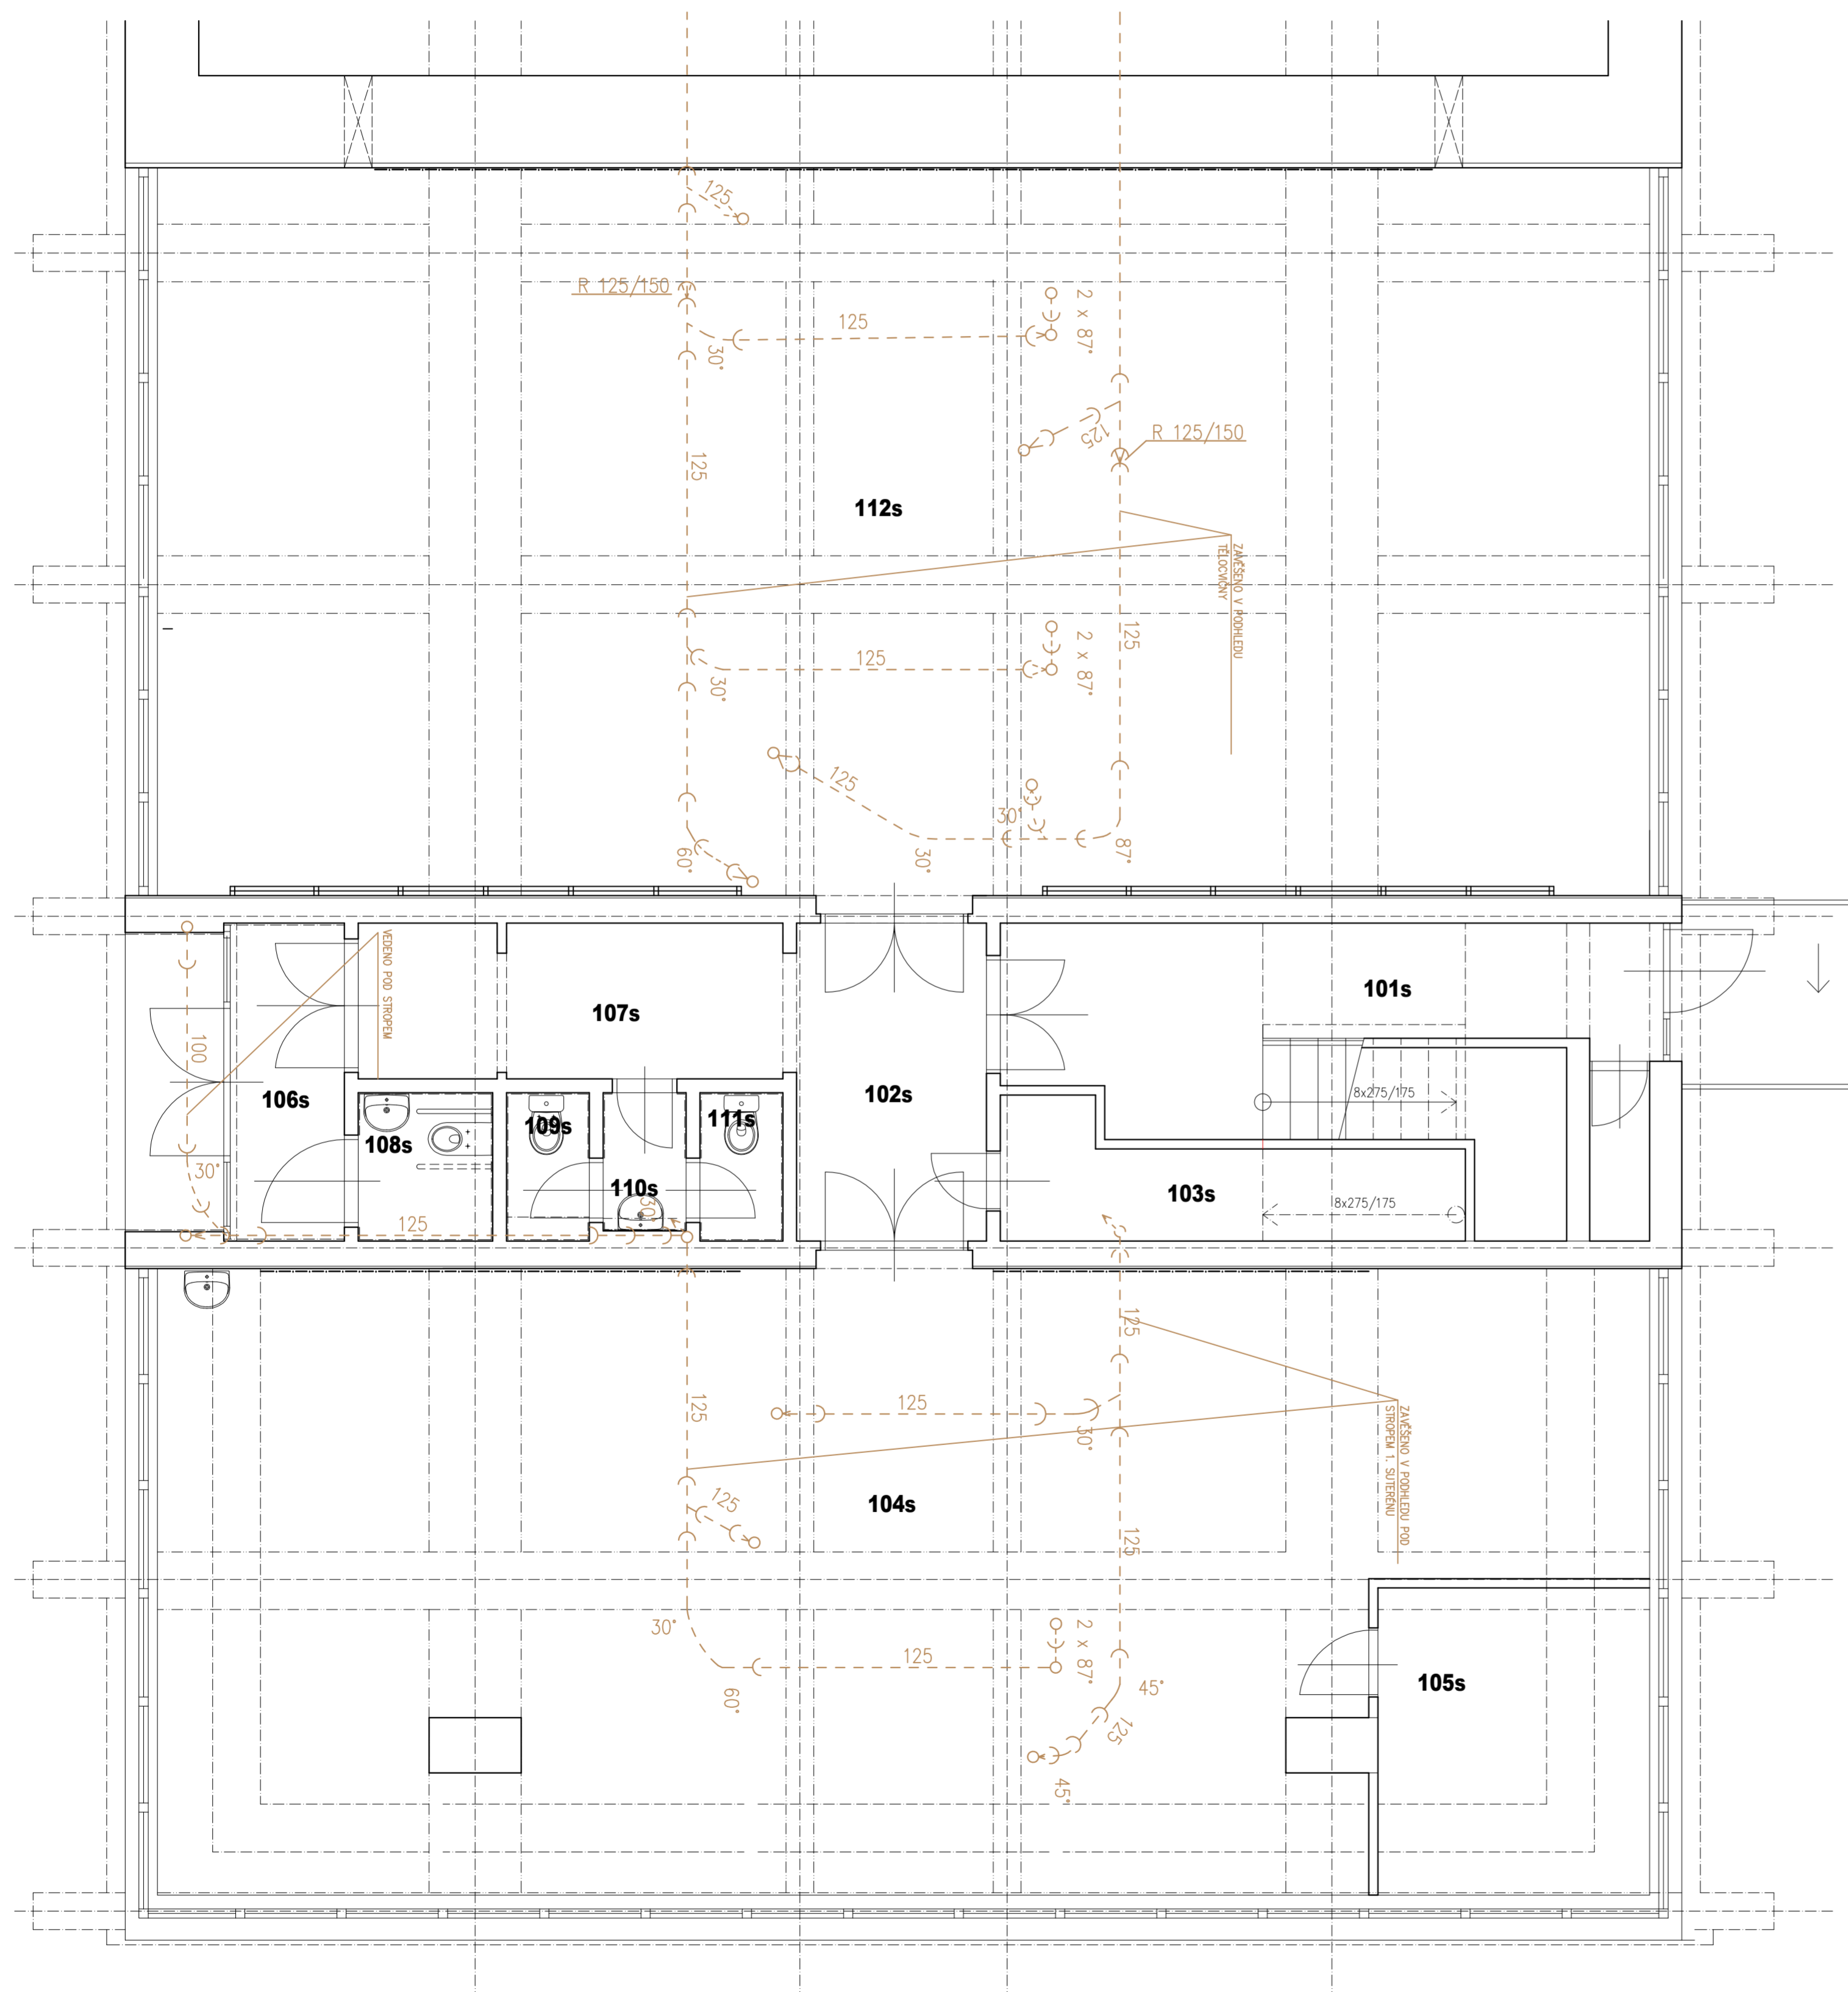 125
R 125/150
125
30°
2 x 87°
125
R 125/150
125
112s
ZAVĚŠENO V PODHLEDU
TĚLOCVIČNY
125
125
2 x 87°
30°
125
30°
60°
30°
87°
VEDENO POD STROPEM
101s
107s
100
106s
102s
8x275/175
109s
111s
108s
30°
110s
103s
30°
8x275/175
125
125
125
125
30°
ZAVĚŠENO V PODHLEDU POD
STROPEM 1. SUTERÉNU
125
104s
125
30°
2 x 87°
125
105s
60°
45°
125
45°